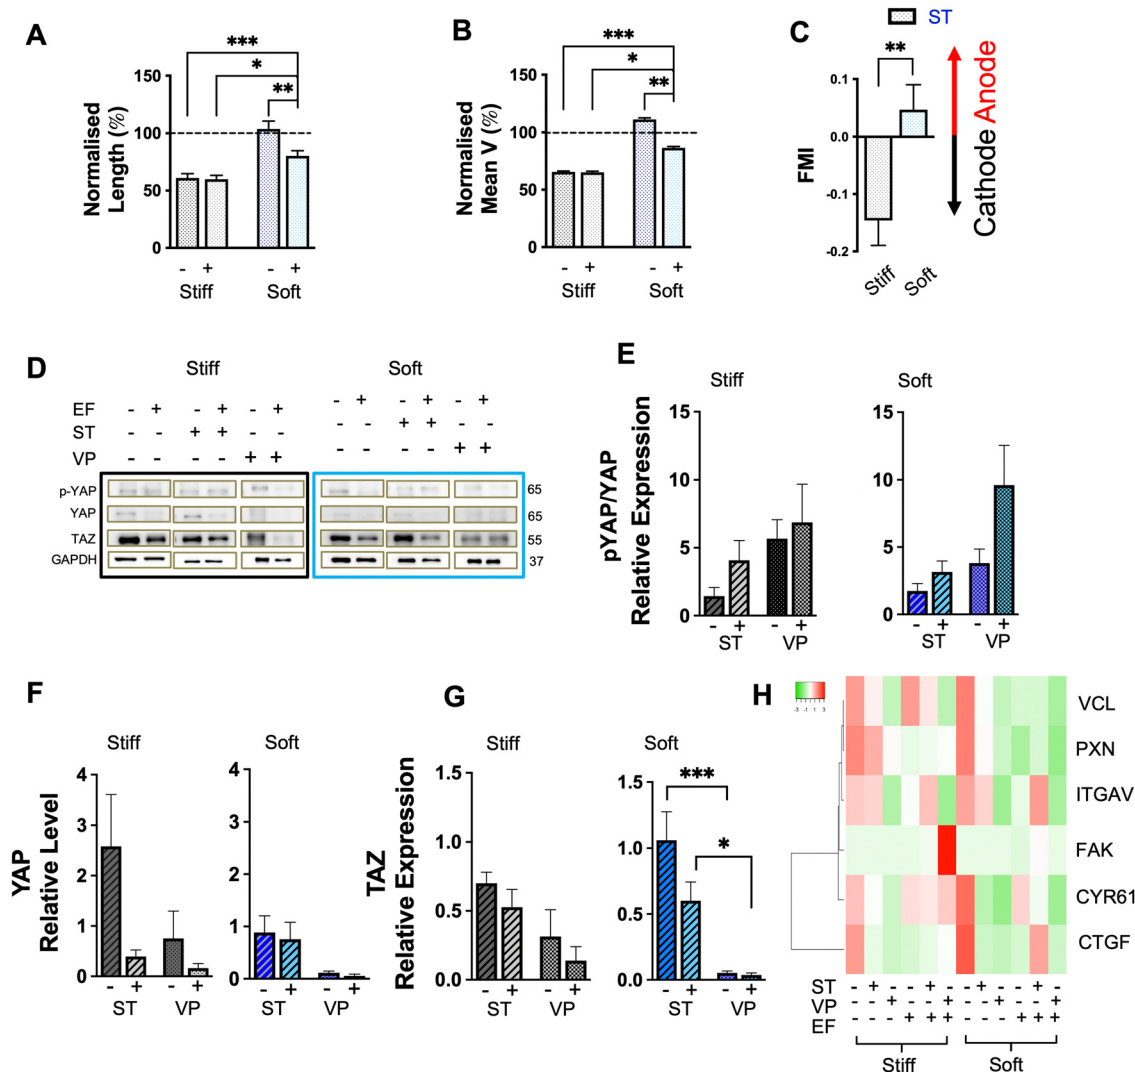 ST
A
***
*
**
150
100
50
0
Normalised
Length (%)
- + - +
Stiff Soft
B
***
*
**
150
100
50
0
Normalised
Mean V (%)
- + - +
Stiff Soft
C
**
0.1
0.0
-0.1
-0.2
FMI
Stiff
Soft
Cathode Anode
D
Stiff Soft
EF - + - + - + - + - + - +
ST - - + + - - - - + + - -
VP - - - - + + - - - - + +
p-YAP 65
YAP 65
TAZ 55
GAPDH 37
E
pYAP/YAP
Relative Expression
Stiff
15
10
5
0
- + - +
ST VP
Soft
15
10
5
0
- + - +
ST VP
F
YAP
Relative Level
Stiff
4
3
2
1
0
- + - +
ST VP
Soft
4
3
2
1
0
- + - +
ST VP
G
TAZ
Relative Expression
Stiff
1.5
1.0
0.5
0.0
- + - +
ST VP
Soft
***
*
1.5
1.0
0.5
0.0
- + - +
ST VP
H
-3 -1 1 3
VCL
PXN
ITGAV
FAK
CYR61
CTGF
ST - + - - + - - + - - + -
VP - - + - - + - - + - - +
EF - - - + + + - - - + + +
Stiff Soft